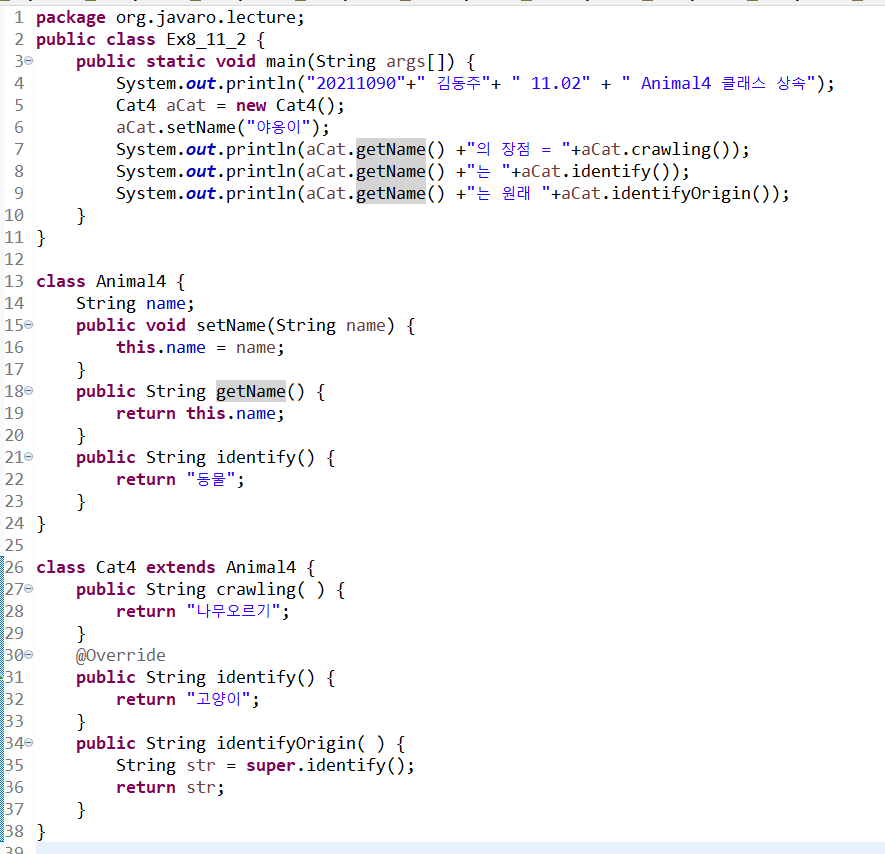 1 package org.javaro.lecture;
2 public class Ex8_11_2 {
3 public static void main(String args[]) {
4 System.out.println("20211090"+" 김동주"+ " 11.02" + " Animal4 클래스 상속");
5 Cat4 aCat = new Cat4();
6 aCat.setName("야옹이");
7 System.out.println(aCat.getName() +"의 장점 = "+aCat.crawling());
8 System.out.println(aCat.getName() +"는 "+aCat.identify());
9 System.out.println(aCat.getName() +"는 원래 "+aCat.identifyOrigin());
10 }
11 }
12
13 class Animal4 {
14 String name;
15 public void setName(String name) {
16 this.name = name;
17 }
18 public String getName() {
19 return this.name;
20 }
21 public String identify() {
22 return "동물";
23 }
24 }
25
26 class Cat4 extends Animal4 {
27 public String crawling( ) {
28 return "나무오르기";
29 }
30 @Override
31 public String identify() {
32 return "고양이";
33 }
34 public String identifyOrigin( ) {
35 String str = super.identify();
36 return str;
37 }
38 }
39